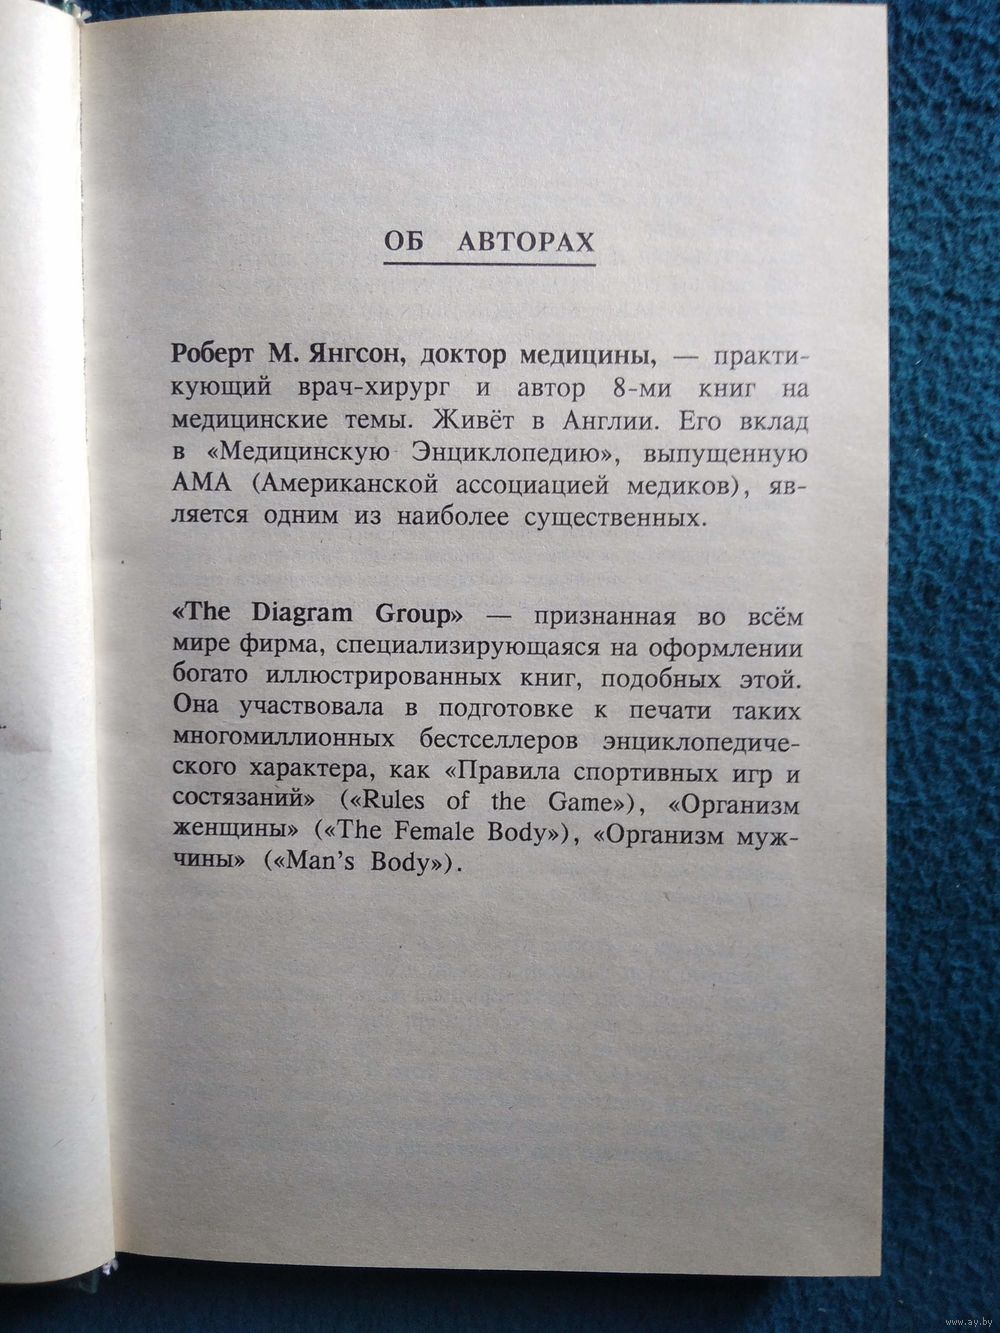 ОБ АВТОРАХ
Роберт М. Янгсон, доктор медицины, — практи-
кующий врач-хирург и автор 8-ми книг на
медицинские темы. Живёт в Англии. Его вклад
в «Медицинскую Энциклопедию», выпущенную
АМА (Американской ассоциацией медиков), яв-
ляется одним из наиболее существенных.
«The Diagram Group» — признанная во всём
мире фирма, специализирующаяся на оформлении
богато иллюстрированных книг, подобных этой.
Она участвовала в подготовке к печати таких
многомиллионных бестселлеров энциклопедиче-
ского характера, как «Правила спортивных игр и
состязаний» («Rules of the Game»), «Организм
женщины» («The Female Body»), «Организм муж-
чины» («Man's Body»).
www.ay.by